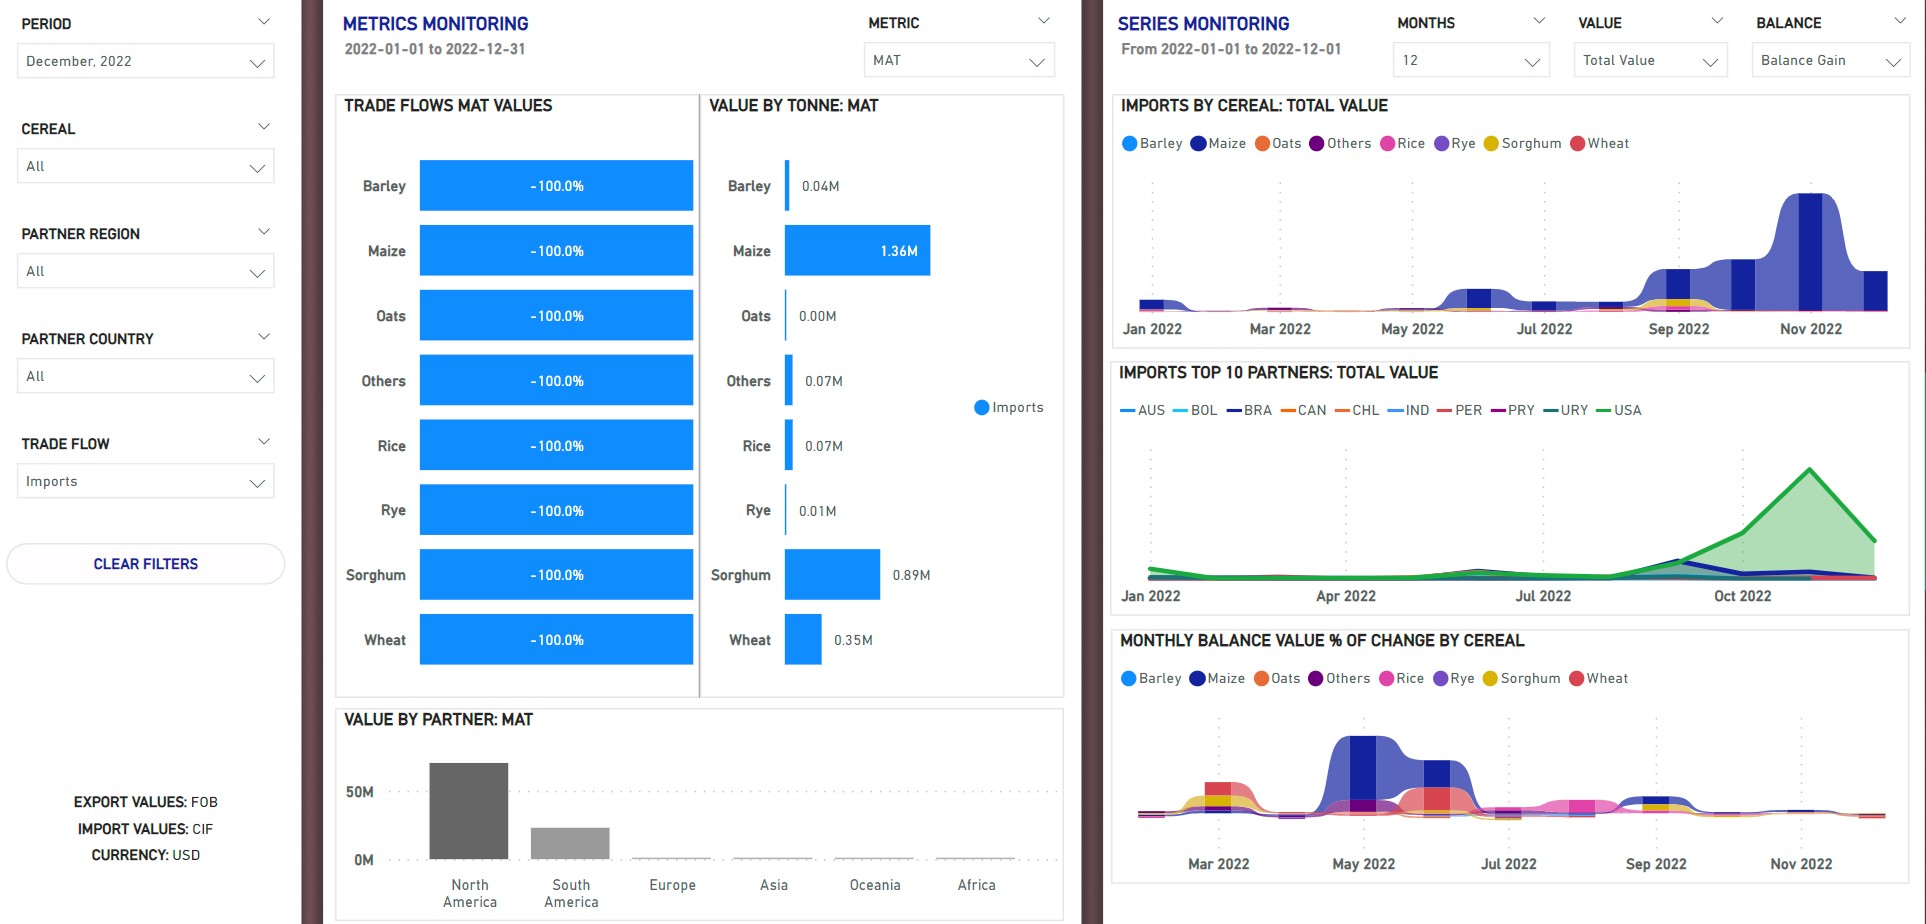 PERIOD
December, 2022
CEREAL
All
PARTNER REGION
All
PARTNER COUNTRY
All
TRADE FLOW
Imports
CLEAR FILTERS
EXPORT VALUES: FOB
IMPORT VALUES: CIF
CURRENCY: USD
METRICS MONITORING
2022-01-01 to 2022-12-31
METRIC
MAT
TRADE FLOWS MAT VALUES
Barley -100.0%
Maize -100.0%
Oats -100.0%
Others -100.0%
Rice -100.0%
Rye -100.0%
Sorghum -100.0%
Wheat -100.0%
VALUE BY TONNE: MAT
Barley 0.04M
Maize 1.36M
Oats 0.00M
Others 0.07M
Rice 0.07M
Rye 0.01M
Sorghum 0.89M
Wheat 0.35M
Imports
VALUE BY PARTNER: MAT
50M
0M
North America South America Europe Asia Oceania Africa
SERIES MONITORING
From 2022-01-01 to 2022-12-01
MONTHS
12
VALUE
Total Value
BALANCE
Balance Gain
IMPORTS BY CEREAL: TOTAL VALUE
Barley Maize Oats Others Rice Rye Sorghum Wheat
Jan 2022 Mar 2022 May 2022 Jul 2022 Sep 2022 Nov 2022
IMPORTS TOP 10 PARTNERS: TOTAL VALUE
AUS BOL BRA CAN CHL IND PER PRY URY USA
Jan 2022 Apr 2022 Jul 2022 Oct 2022
MONTHLY BALANCE VALUE % OF CHANGE BY CEREAL
Barley Maize Oats Others Rice Rye Sorghum Wheat
Mar 2022 May 2022 Jul 2022 Sep 2022 Nov 2022